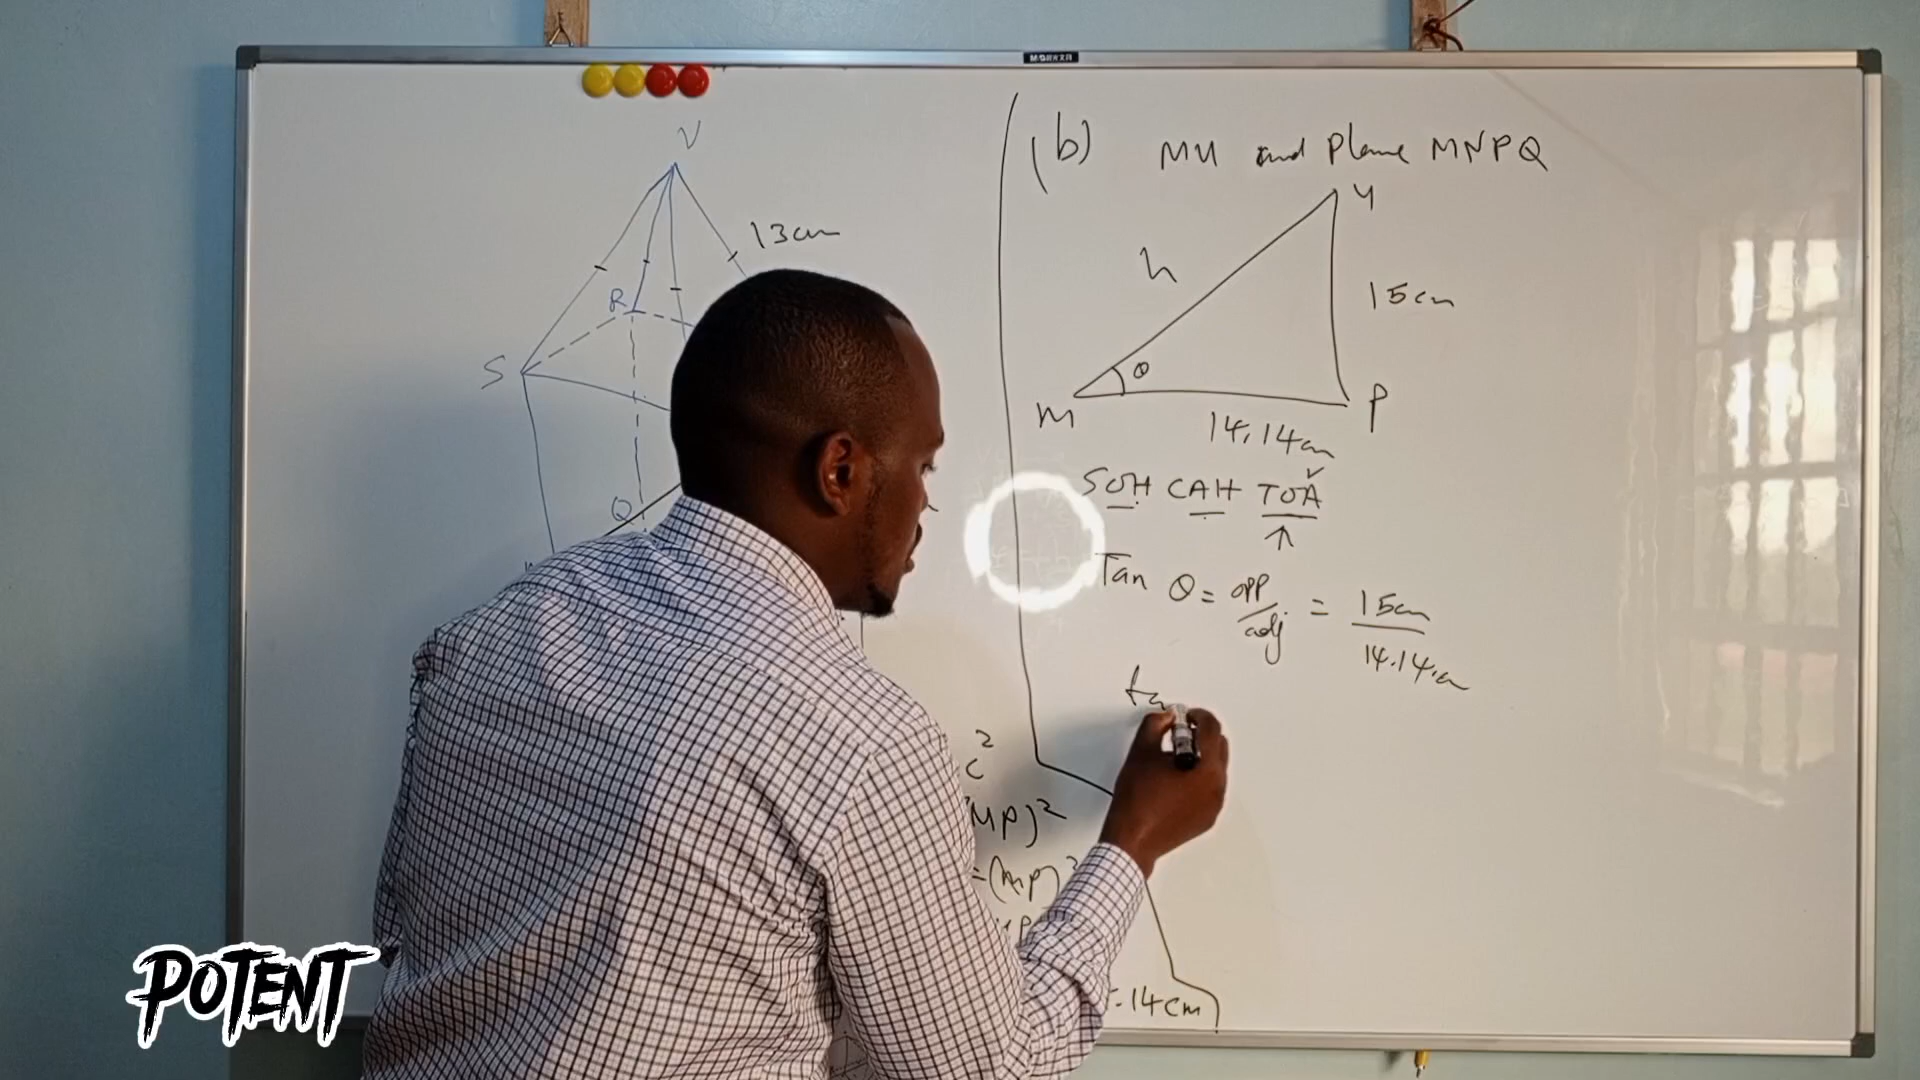 V
13cm
R
S
Q
c²
MP)²
=(MP)²
.14cm
(b) MU and Plane MNPQ
U
h
15cm
θ
M
P
14.14cm
SOH CAH TOA
Tan θ = opp/adj = 15cm/14.14cm
ta
POTENT